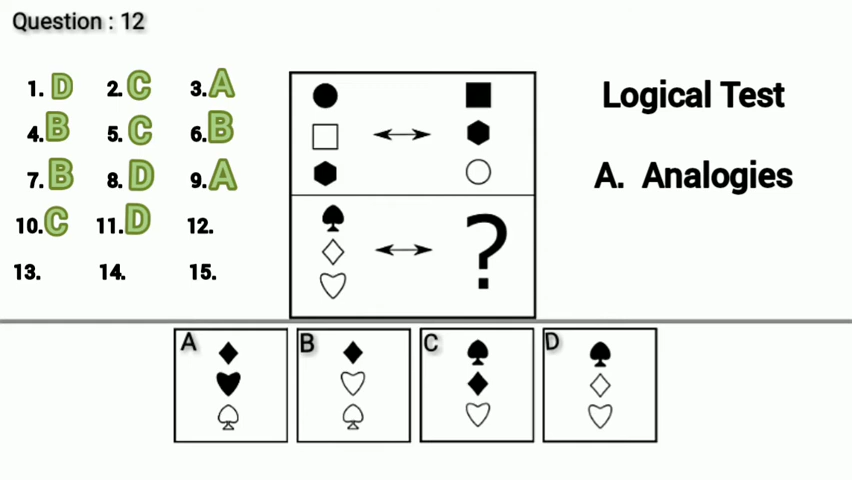 Question : 12
1. D 2. C 3. A
4. B 5. C 6. B
7. B 8. D 9. A
10. C 11. D 12.
13. 14. 15.
?
Logical Test
A. Analogies
A B C D